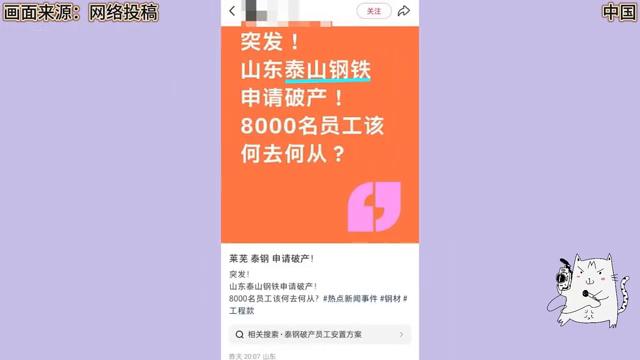 画面来源：网络投稿
中国
关注
突发！
山东泰山钢铁
申请破产！
8000名员工该
何去何从？
莱芜 泰钢 申请破产！
突发！
山东泰山钢铁申请破产！
8000名员工该何去何从？#热点新闻事件 #钢材 #
工程款
相关搜索·泰钢破产员工安置方案
昨天 20:07 山东